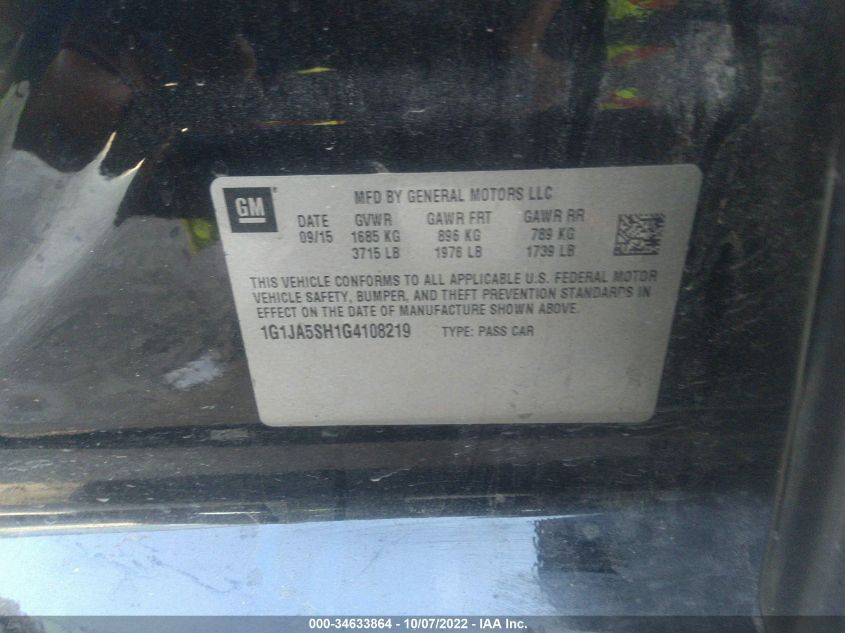 GM
MFD BY GENERAL MOTORS LLC
DATE GVWR GAWR FRT GAWR RR
09/15 1685 KG 896 KG 789 KG
3715 LB 1976 LB 1739 LB
THIS VEHICLE CONFORMS TO ALL APPLICABLE U.S. FEDERAL MOTOR
VEHICLE SAFETY, BUMPER, AND THEFT PREVENTION STANDARDS IN
EFFECT ON THE DATE OF MANUFACTURE SHOWN ABOVE.
1G1JA5SH1G4108219 TYPE: PASS CAR
000-34633864 - 10/07/2022 - IAA Inc.